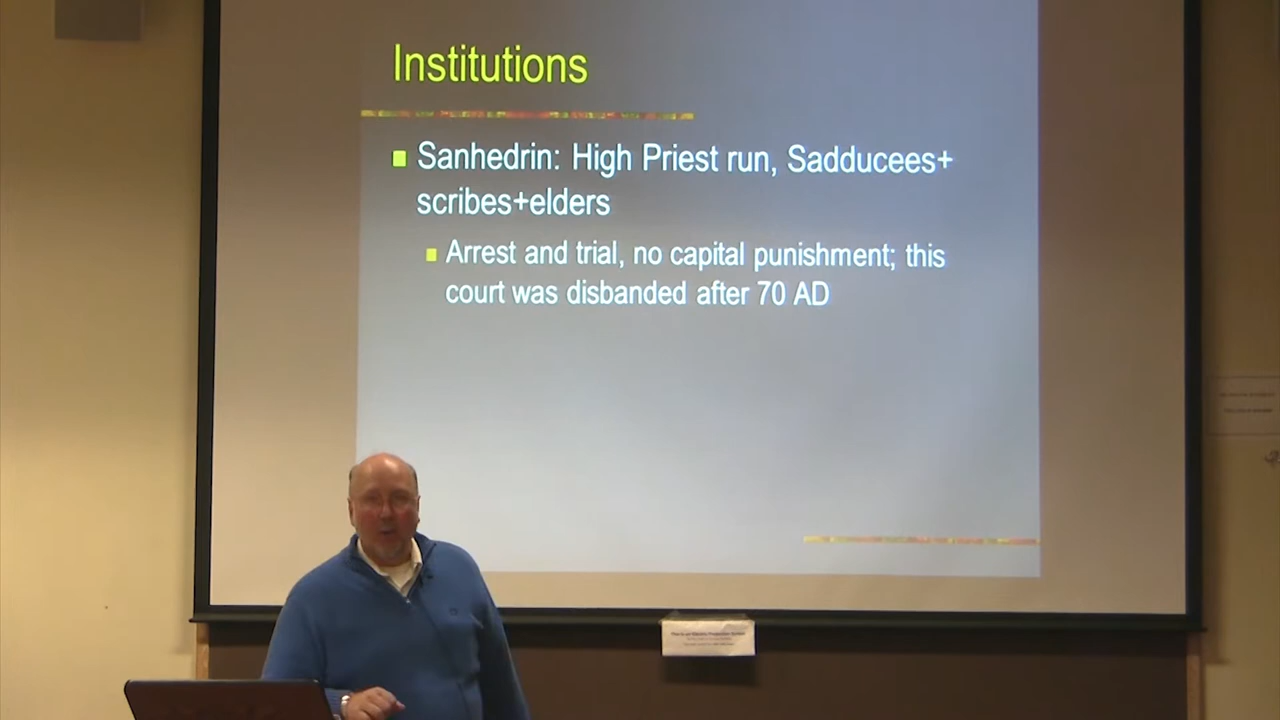 Institutions
Sanhedrin: High Priest run, Sadducees+
scribes+elders
Arrest and trial, no capital punishment; this
court was disbanded after 70 AD